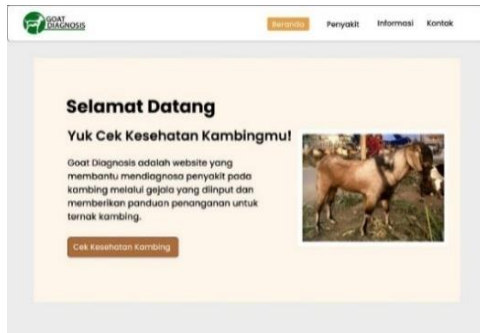 GOAT
DIAGNOSIS
Beranda
Penyakit
Informasi
Kontak
Selamat Datang
Yuk Cek Kesehatan Kambingmu!
Goat Diagnosis adalah website yang
membantu mendiagnosa penyakit pada
kambing melalui gejala yang diinput dan
memberikan panduan penanganan untuk
ternak kambing.
Cek Kesehatan Kambing